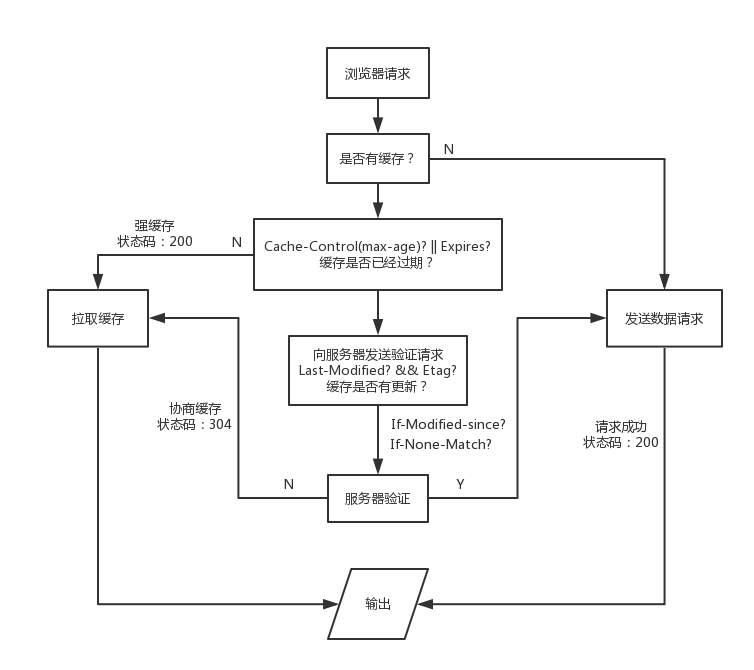 浏览器请求
是否有缓存？
N
强缓存
状态码：200
N
Cache-Control(max-age)? || Expires?
缓存是否已经过期？
拉取缓存
发送数据请求
向服务器发送验证请求
Last-Modified? && Etag?
缓存是否有更新？
协商缓存
状态码：304
If-Modified-since?
If-None-Match?
请求成功
状态码：200
N
服务器验证
Y
输出